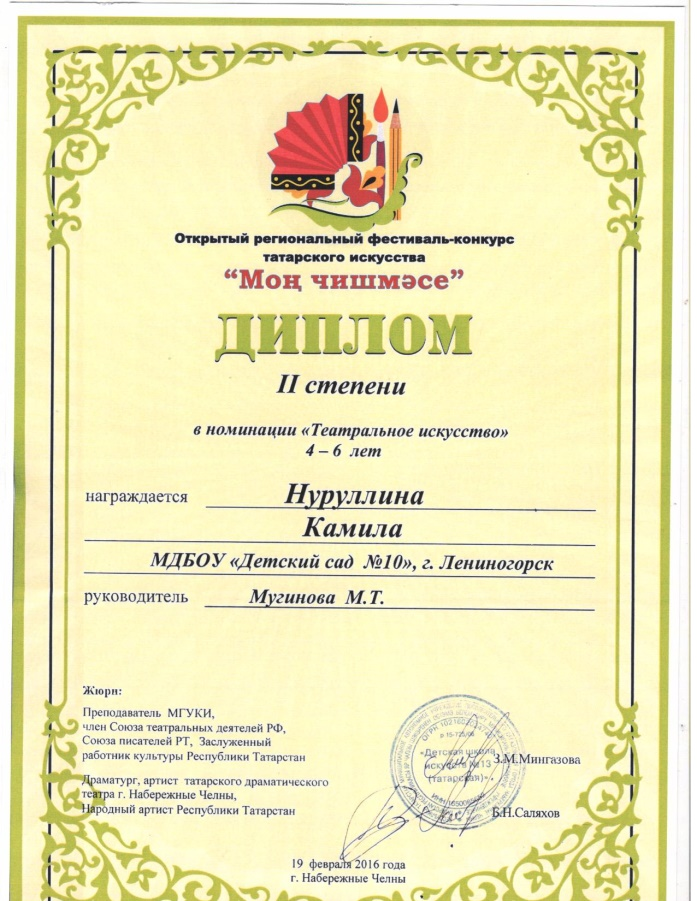 Открытый региональный фестиваль-конкурс
татарского искусства
“Моң чишмәсе”
ДИПЛОМ
II степени
в номинации «Театральное искусство»
4 – 6 лет
награждается Нуруллина
Камила
МДБОУ «Детский сад №10», г. Лениногорск
руководитель Мугинова М.Т.
Жюри:
Преподаватель МГУКИ,
член Союза театральных деятелей РФ,
Союза писателей РТ, Заслуженный
работник культуры Республики Татарстан
З.М.Мингазова
Драматург, артист татарского драматического
театра г. Набережные Челны,
Народный артист Республики Татарстан
Б.Н.Саляхов
«Детская школа
искусств №13
(татарская)»
19 февраля 2016 года
г. Набережные Челны